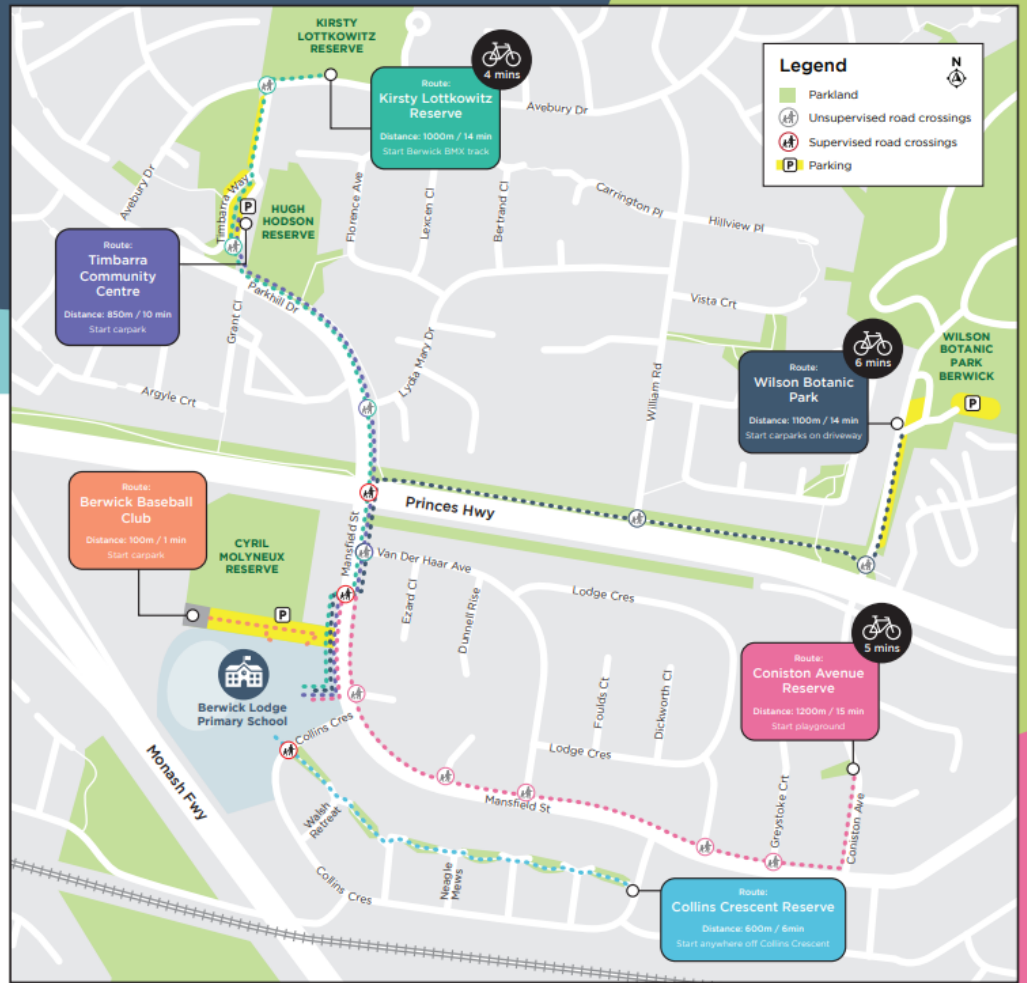 KIRSTY
LOTTKOWITZ
RESERVE
4 mins
Route:
Kirsty Lottkowitz
Reserve
Distance: 1000m / 14 min
Start Berwick BMX track
Legend
N
Parkland
Unsupervised road crossings
Supervised road crossings
P Parking
Avebury Dr
Avebury Dr
Timbarra Way
P
HUGH
HODSON
RESERVE
Florence Ave
Lexcen Cl
Bertrand Cl
Carrington Pl
Hillview Pl
Route:
Timbarra
Community
Centre
Distance: 850m / 10 min
Start carpark
Parkhill Dr
Grant Cl
Vista Crt
Lydia Mary Dr
William Rd
Argyle Crt
6 mins
Route:
Wilson Botanic
Park
Distance: 1100m / 14 min
Start carparks on driveway
WILSON
BOTANIC
PARK
BERWICK
P
Princes Hwy
Route:
Berwick Baseball
Club
Distance: 100m / 1 min
Start carpark
CYRIL
MOLYNEUX
RESERVE
P
Mansfield St
Van Der Haar Ave
Ezard Cl
Dunnell Rise
Lodge Cres
Berwick Lodge
Primary School
Collins Cres
Foulds Ct
Dickworth Cl
Lodge Cres
5 mins
Route:
Coniston Avenue
Reserve
Distance: 1200m / 15 min
Start playground
Monash Fwy
Mansfield St
Greystoke Crt
Coniston Ave
Walsh
Retreat
Collins Cres
Neagle
Mews
Route:
Collins Crescent Reserve
Distance: 600m / 6min
Start anywhere off Collins Crescent